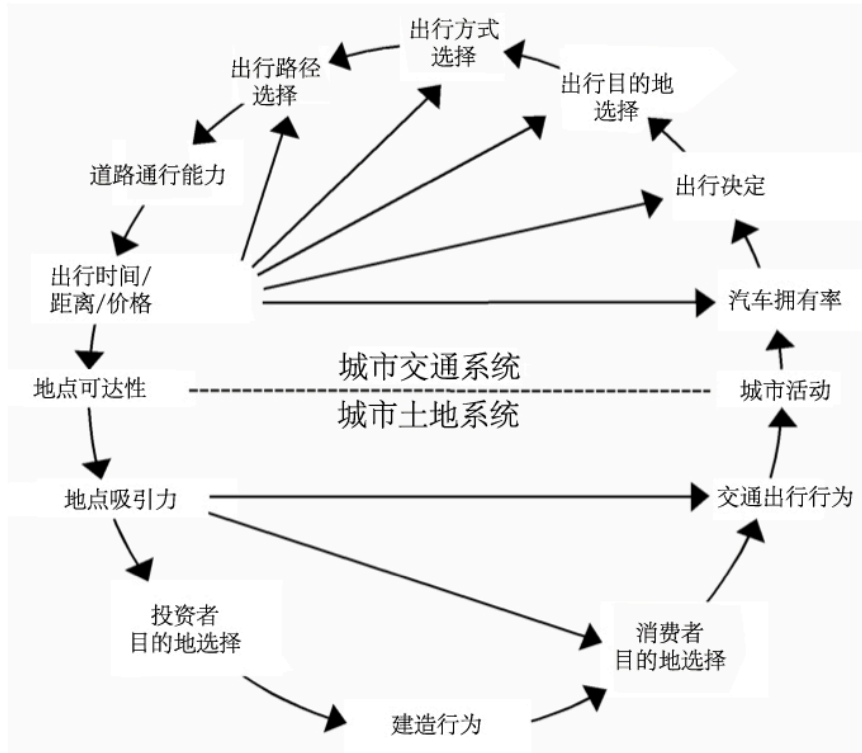 出行方式
选择
出行路径
选择
出行目的地
选择
道路通行能力
出行决定
出行时间/
距离/价格
汽车拥有率
城市交通系统
地点可达性
城市活动
城市土地系统
地点吸引力
交通出行行为
投资者
目的地选择
消费者
目的地选择
建造行为